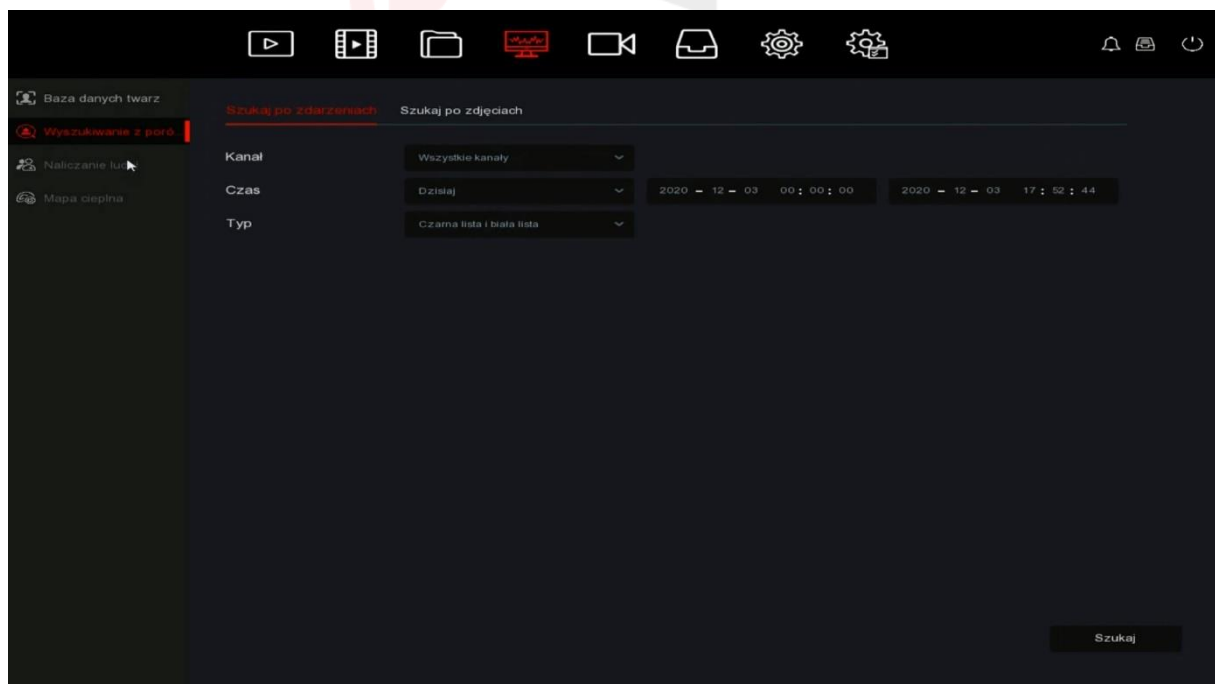 Baza danych twarz
Wyszukiwanie z poró...
Naliczanie
Mapa cieplna
Szukaj po zdarzeniach
Szukaj po zdjęciach
Kanał
Wszystkie kanały
Czas
Dzisiaj
2020 - 12 - 03 00 : 00 : 00
2020 - 12 - 03 17 : 52 : 44
Typ
Czarna lista i biała lista
Szukaj